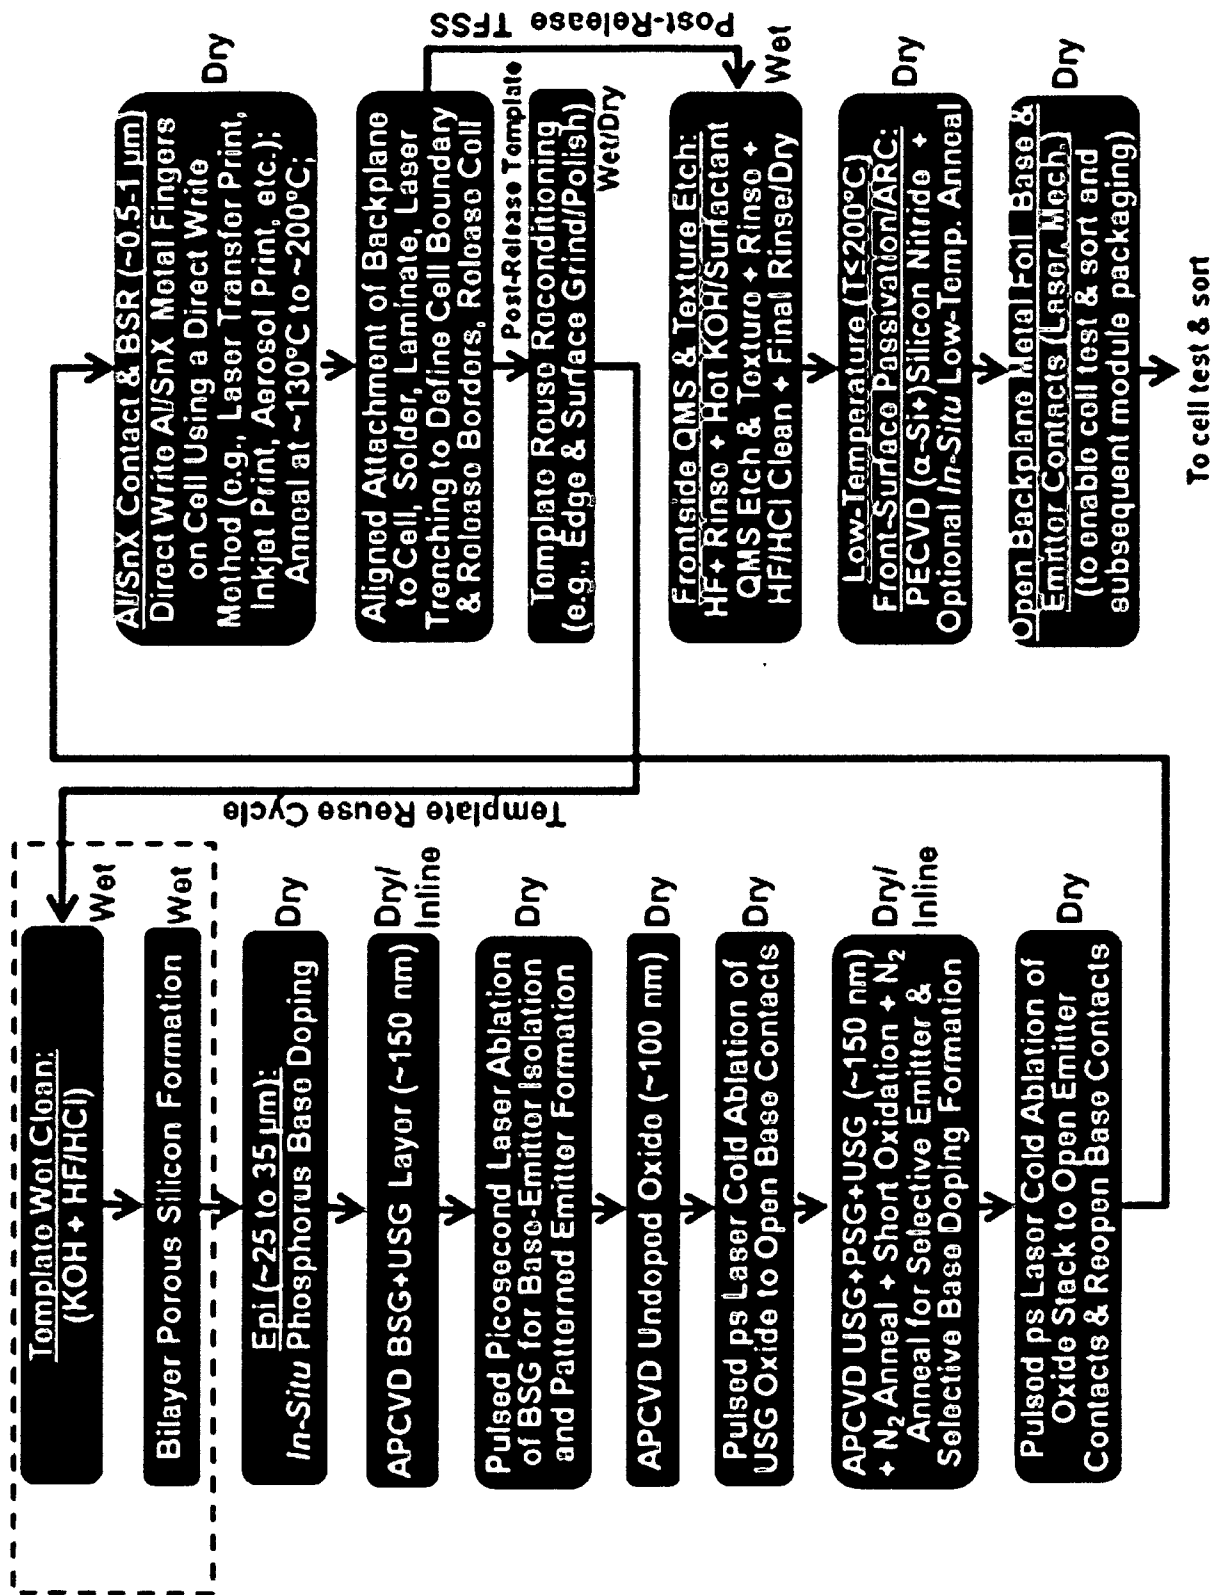 Template Wet Clean:
(KOH + HF/HCl)
Wet
Bilayer Porous Silicon Formation
Wet
Epi (~25 to 35 µm):
In-Situ Phosphorus Base Doping
Dry
APCVD BSG+USG Layer (~150 nm)
Dry/
Inline
Pulsed Picosecond Laser Ablation
of BSG for Base-Emitter Isolation
and Patterned Emitter Formation
Dry
APCVD Undoped Oxide (~100 nm)
Dry
Pulsed ps Laser Cold Ablation of
USG Oxide to Open Base Contacts
Dry
APCVD USG+PSG+USG (~150 nm)
+ N₂ Anneal + Short Oxidation + N₂
Anneal for Selective Emitter &
Selective Base Doping Formation
Dry/
Inline
Pulsed ps Laser Cold Ablation of
Oxide Stack to Open Emitter
Contacts & Reopen Base Contacts
Dry
Template Reuse Cycle
Al/SnX Contact & BSR (~0.5-1 µm)
Direct Write Al/SnX Metal Fingers
on Cell Using a Direct Write
Method (e.g., Laser Transfer Print,
Inkjet Print, Aerosol Print, etc.);
Anneal at ~130°C to ~200°C;
Dry
Aligned Attachment of Backplane
to Cell, Solder, Laminate, Laser
Trenching to Define Cell Boundary
& Release Borders, Release Cell
Post-Release Template
Post-Release TFSS
Template Reuse Reconditioning
(e.g., Edge & Surface Grind/Polish)
Wet/Dry
Frontside QMS & Texture Etch:
HF+ Rinse + Hot KOH/Surfactant
QMS Etch & Texture + Rinse +
HF/HCl Clean + Final Rinse/Dry
Wet
Low-Temperature (T≤200°C)
Front-Surface Passivation/ARC:
PECVD (α-Si+)Silicon Nitride +
Optional In-Situ Low-Temp. Anneal
Dry
Open Backplane Metal Foil Base &
Emitter Contacts (Laser, Mech.)
(to enable cell test & sort and
subsequent module packaging)
Dry
To cell test & sort